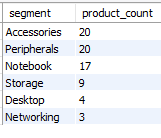 segment product_count
Accessories 20
Peripherals 20
Notebook 17
Storage 9
Desktop 4
Networking 3